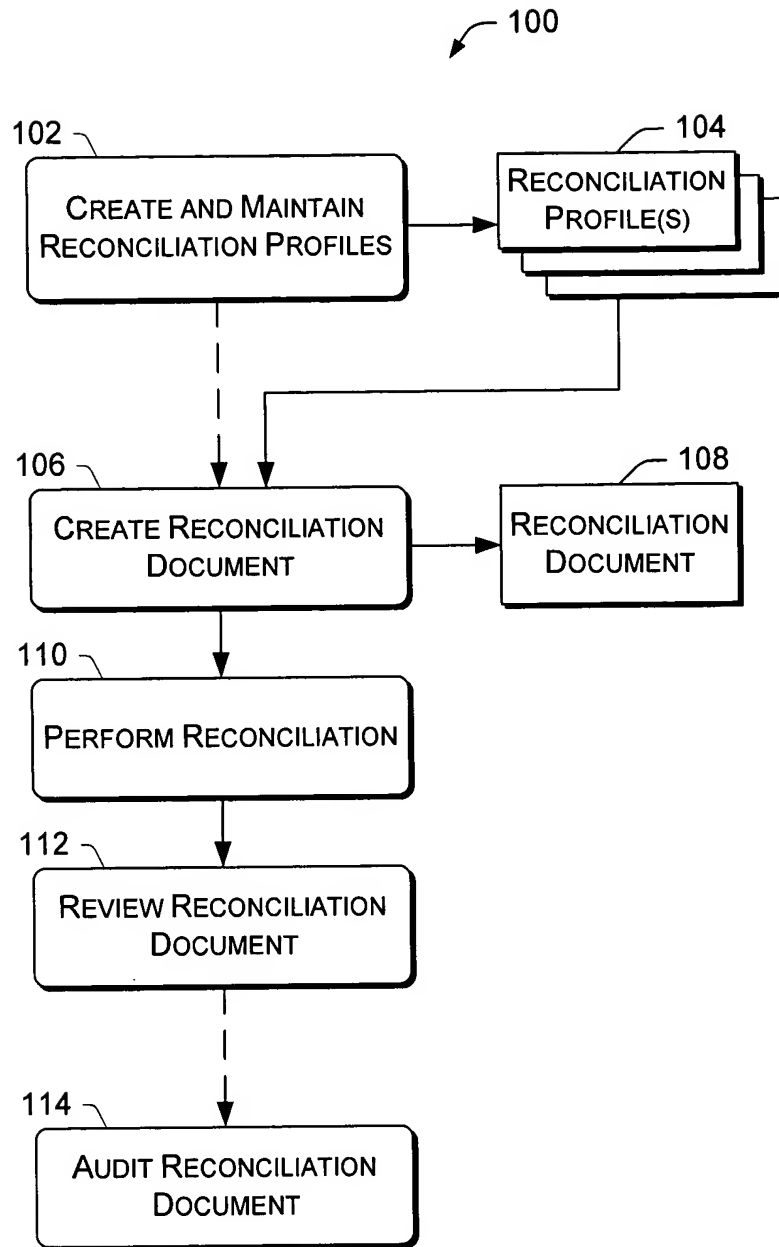 100
102
CREATE AND MAINTAIN
RECONCILIATION PROFILES
104
RECONCILIATION
PROFILE(S)
106
CREATE RECONCILIATION
DOCUMENT
108
RECONCILIATION
DOCUMENT
110
PERFORM RECONCILIATION
112
REVIEW RECONCILIATION
DOCUMENT
114
AUDIT RECONCILIATION
DOCUMENT